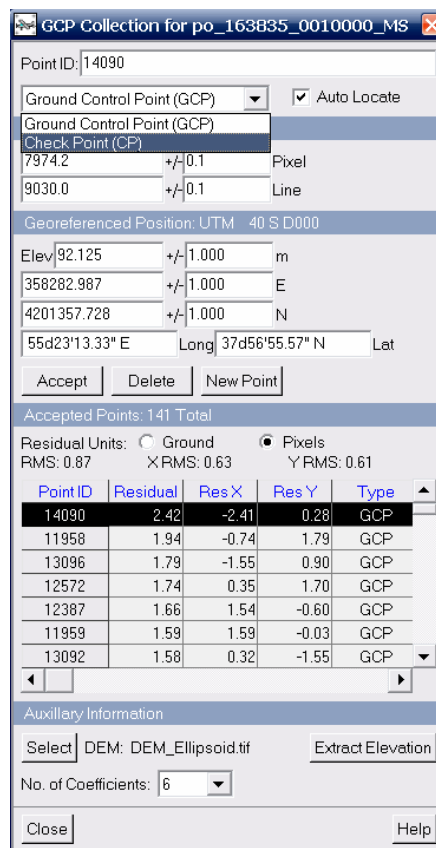 GCP Collection for po_163835_0010000_MS
Point ID: 14090
Ground Control Point (GCP) Auto Locate
Ground Control Point (GCP)
Check Point (CP)
7974.2 +/- 0.1 Pixel
9030.0 +/- 0.1 Line
Georeferenced Position: UTM 40 S D000
Elev 92.125 +/- 1.000 m
358282.987 +/- 1.000 E
4201357.728 +/- 1.000 N
55d23'13.33" E Long 37d56'55.57" N Lat
Accept Delete New Point
Accepted Points: 141 Total
Residual Units: Ground Pixels
RMS: 0.87 X RMS: 0.63 Y RMS: 0.61
Point ID Residual Res X Res Y Type
14090 2.42 -2.41 0.28 GCP
11958 1.94 -0.74 1.79 GCP
13096 1.79 -1.55 0.90 GCP
12572 1.74 0.35 1.70 GCP
12387 1.66 1.54 -0.60 GCP
11959 1.59 1.59 -0.03 GCP
13092 1.58 0.32 -1.55 GCP
Auxillary Information
Select DEM: DEM_Ellipsoid.tif Extract Elevation
No. of Coefficients: 6
Close Help